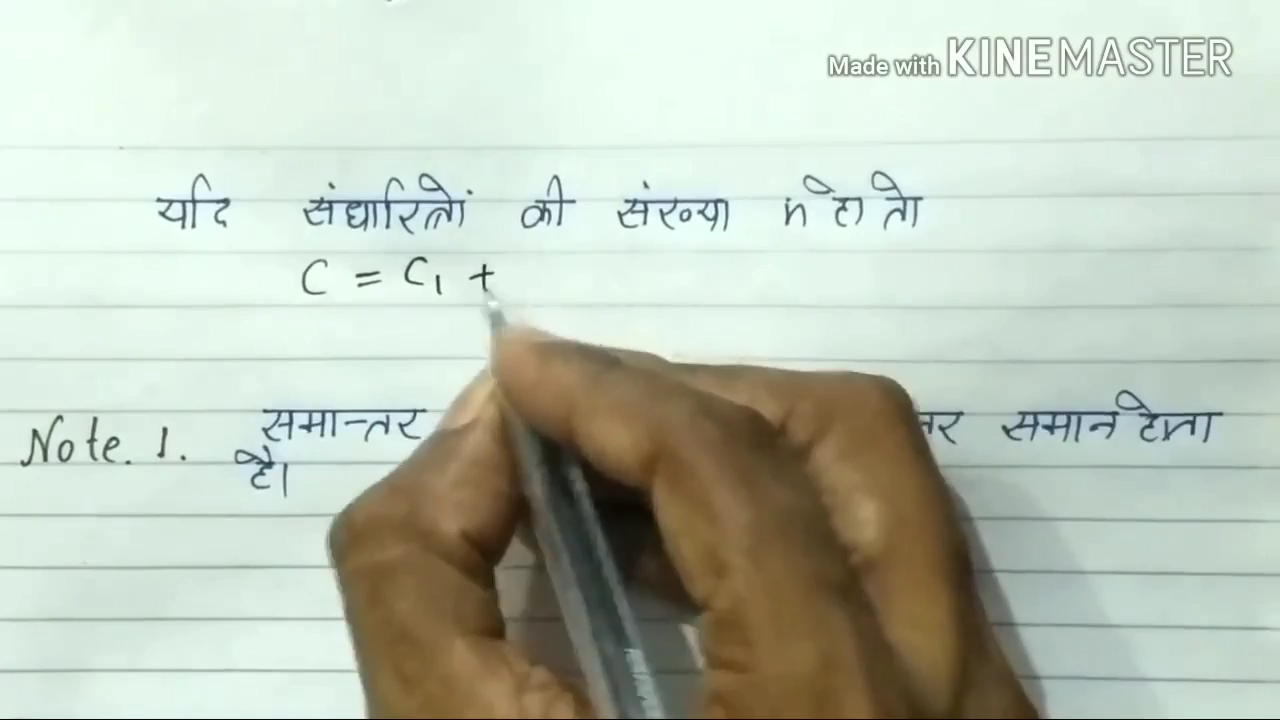 Made with KINEMASTER
यदि संधारित्रों की संख्या n हो तो
C = C₁ +
Note. 1. समान्तर समान होता
है।